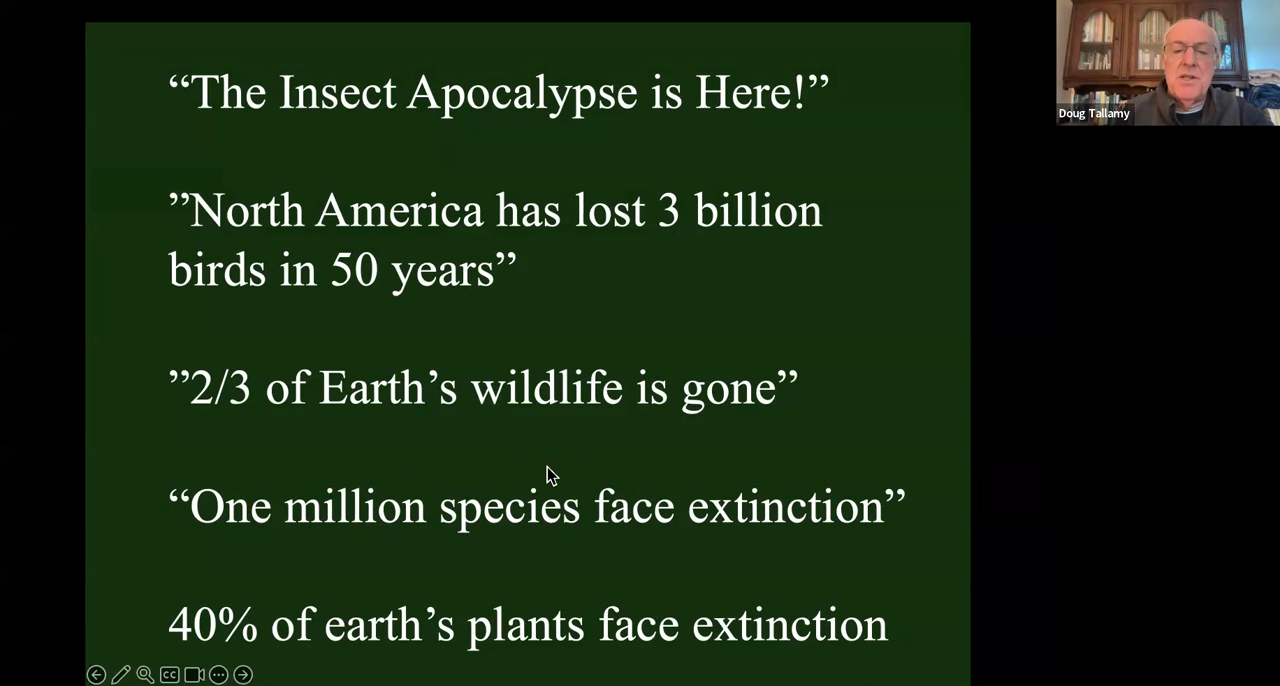 “The Insect Apocalypse is Here!”
”North America has lost 3 billion
birds in 50 years”
”2/3 of Earth’s wildlife is gone”
“One million species face extinction”
40% of earth’s plants face extinction
Doug Tallamy
CC